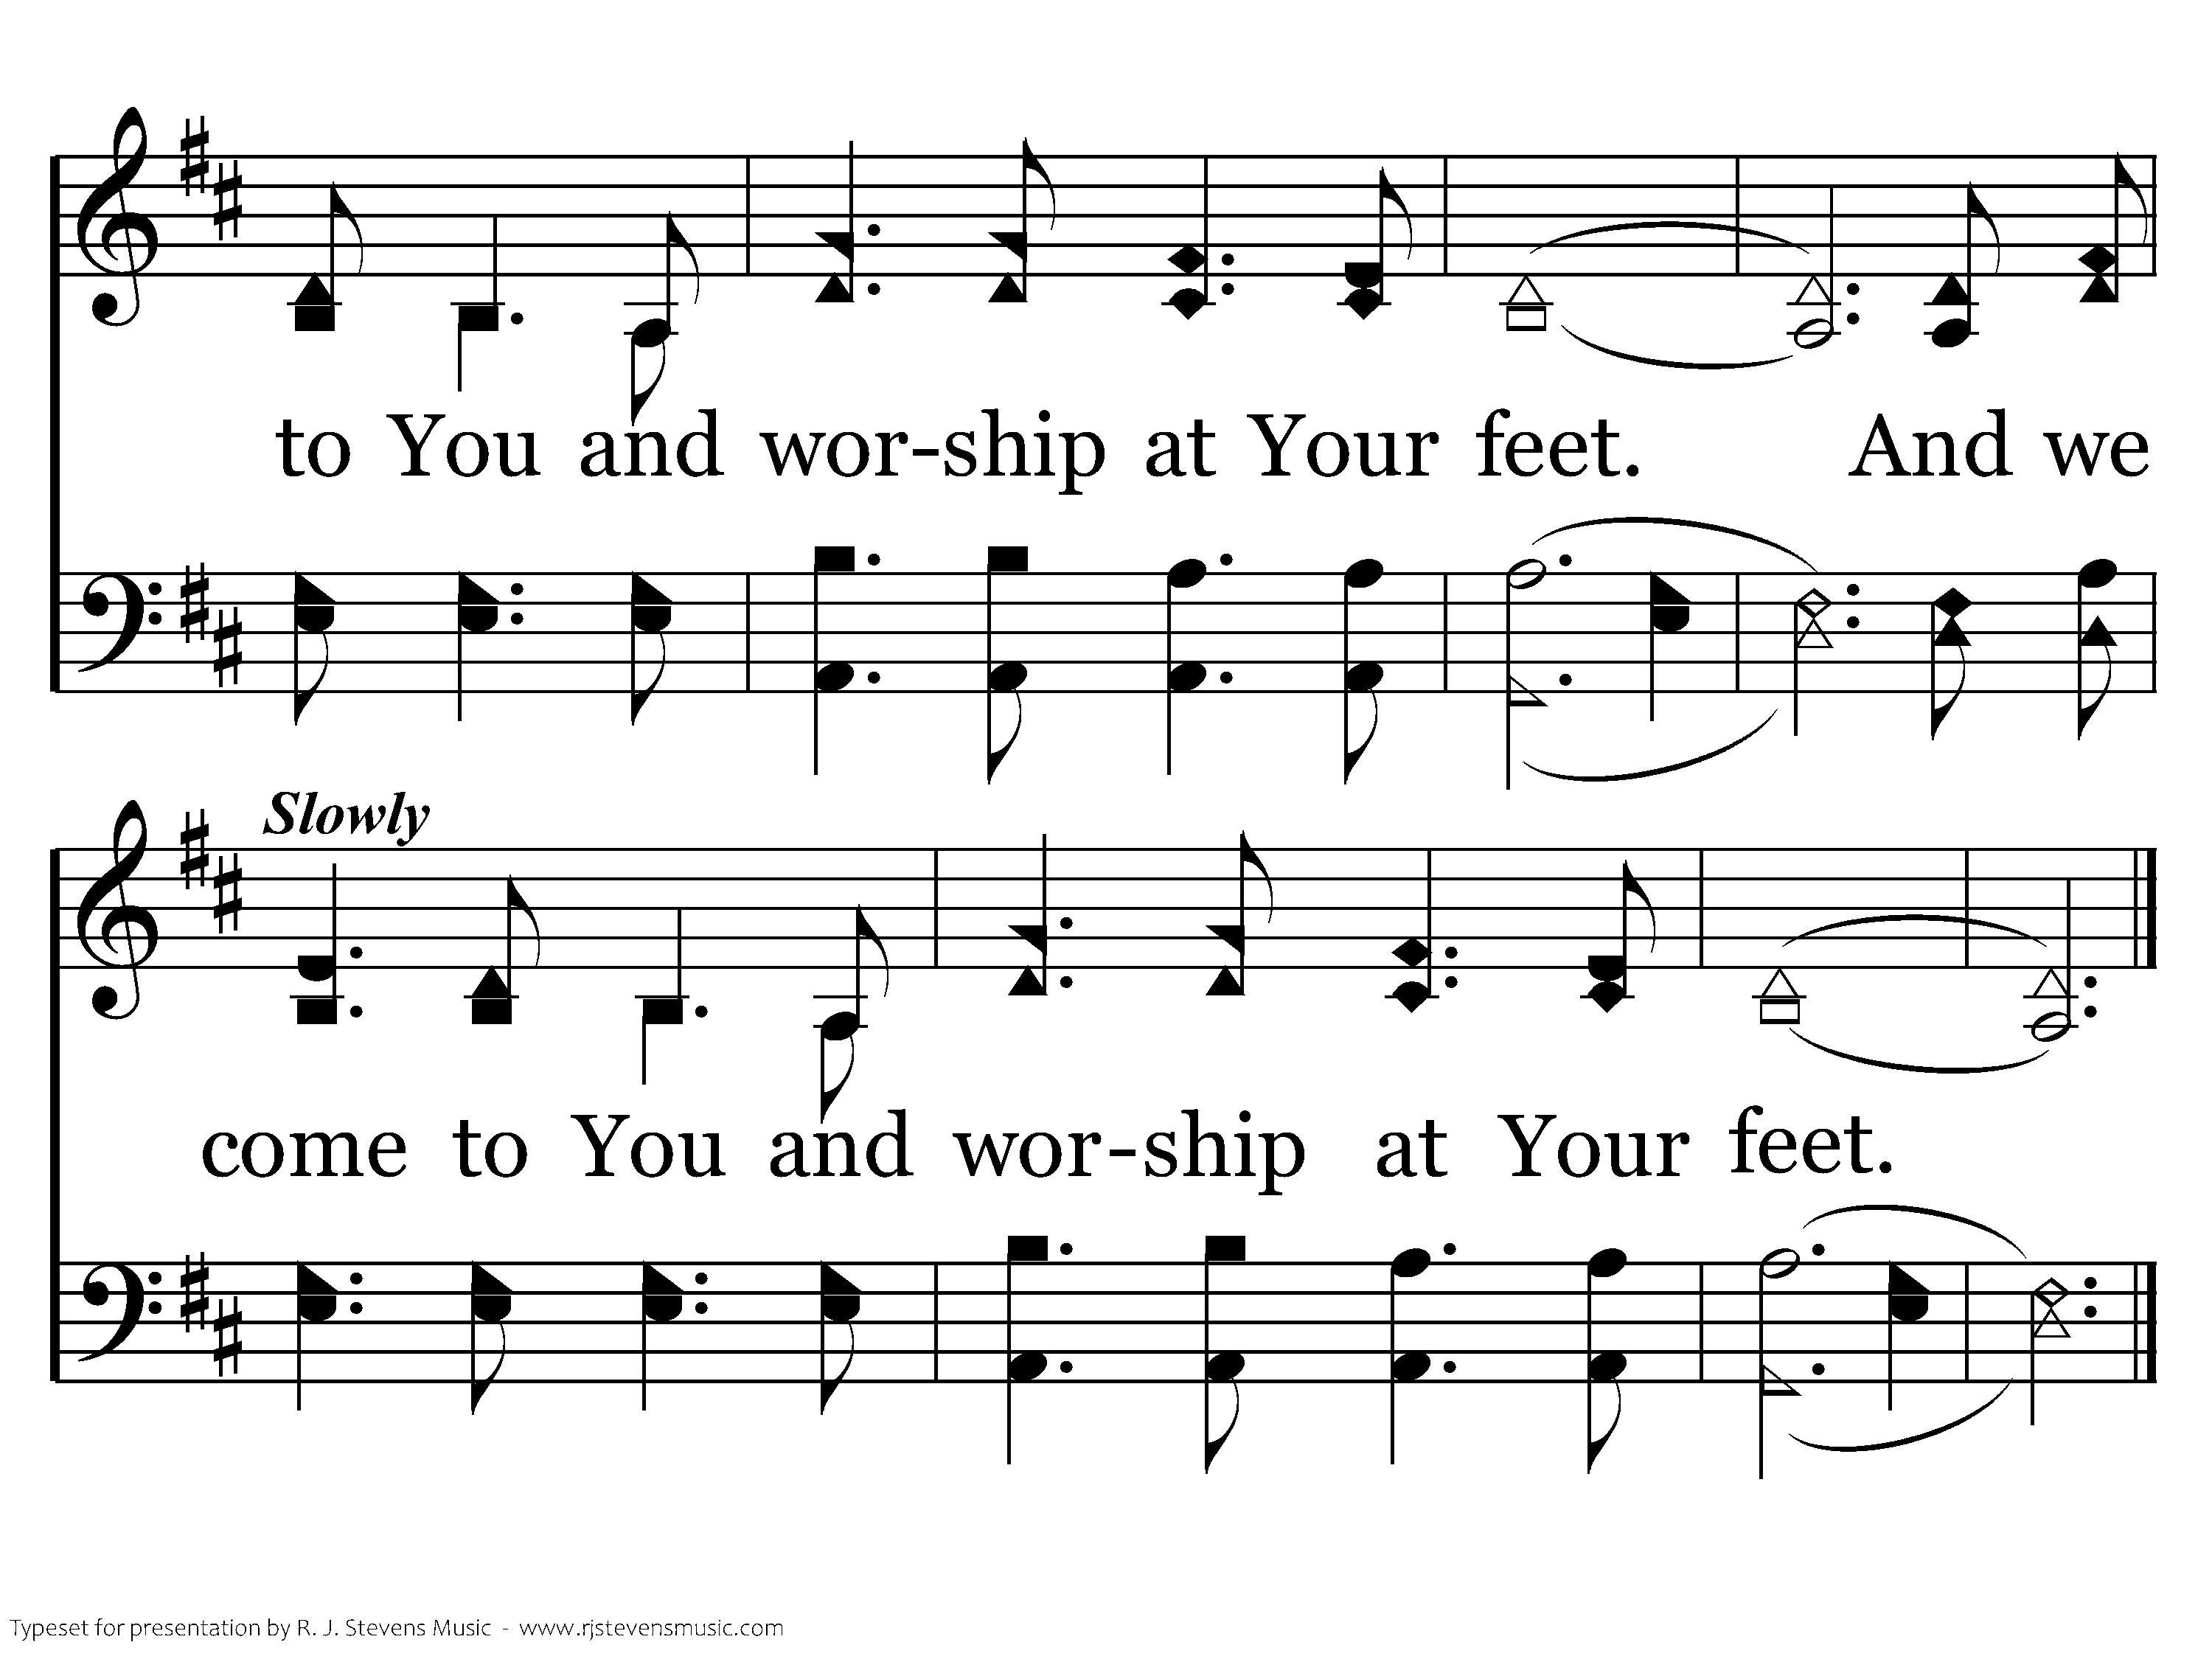 to You and wor-ship at Your feet. And we
Slowly
come to You and wor-ship at Your feet.
Typeset for presentation by R. J. Stevens Music - www.rjstevensmusic.com